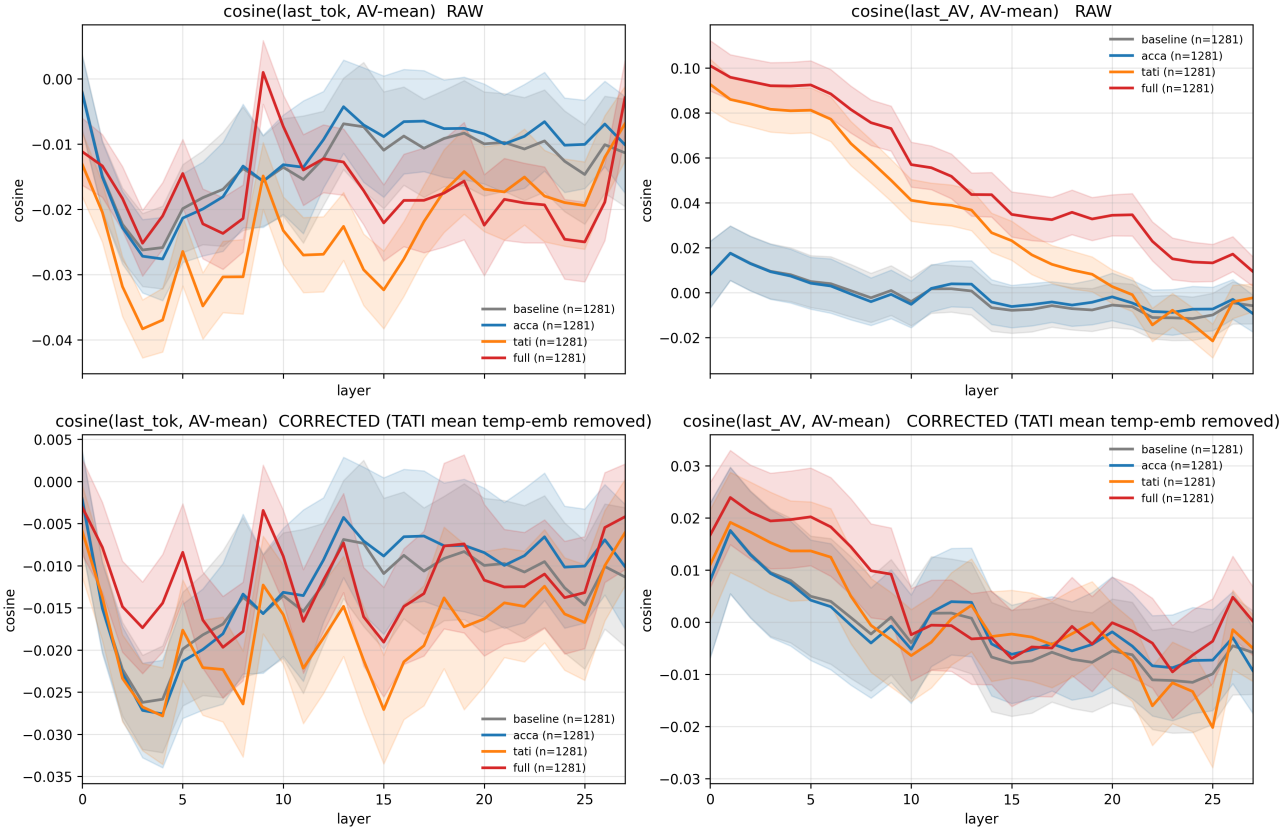 cosine(last_tok, AV-mean)  RAW
cosine
0.00
−0.01
−0.02
−0.03
−0.04
baseline (n=1281)
acca (n=1281)
tati (n=1281)
full (n=1281)
layer
cosine(last_AV, AV-mean)   RAW
cosine
0.10
0.08
0.06
0.04
0.02
0.00
−0.02
baseline (n=1281)
acca (n=1281)
tati (n=1281)
full (n=1281)
layer
cosine(last_tok, AV-mean)  CORRECTED (TATI mean temp-emb removed)
cosine
0.005
0.000
−0.005
−0.010
−0.015
−0.020
−0.025
−0.030
−0.035
baseline (n=1281)
acca (n=1281)
tati (n=1281)
full (n=1281)
0 5 10 15 20 25
layer
cosine(last_AV, AV-mean)   CORRECTED (TATI mean temp-emb removed)
cosine
0.03
0.02
0.01
0.00
−0.01
−0.02
−0.03
baseline (n=1281)
acca (n=1281)
tati (n=1281)
full (n=1281)
0 5 10 15 20 25
layer